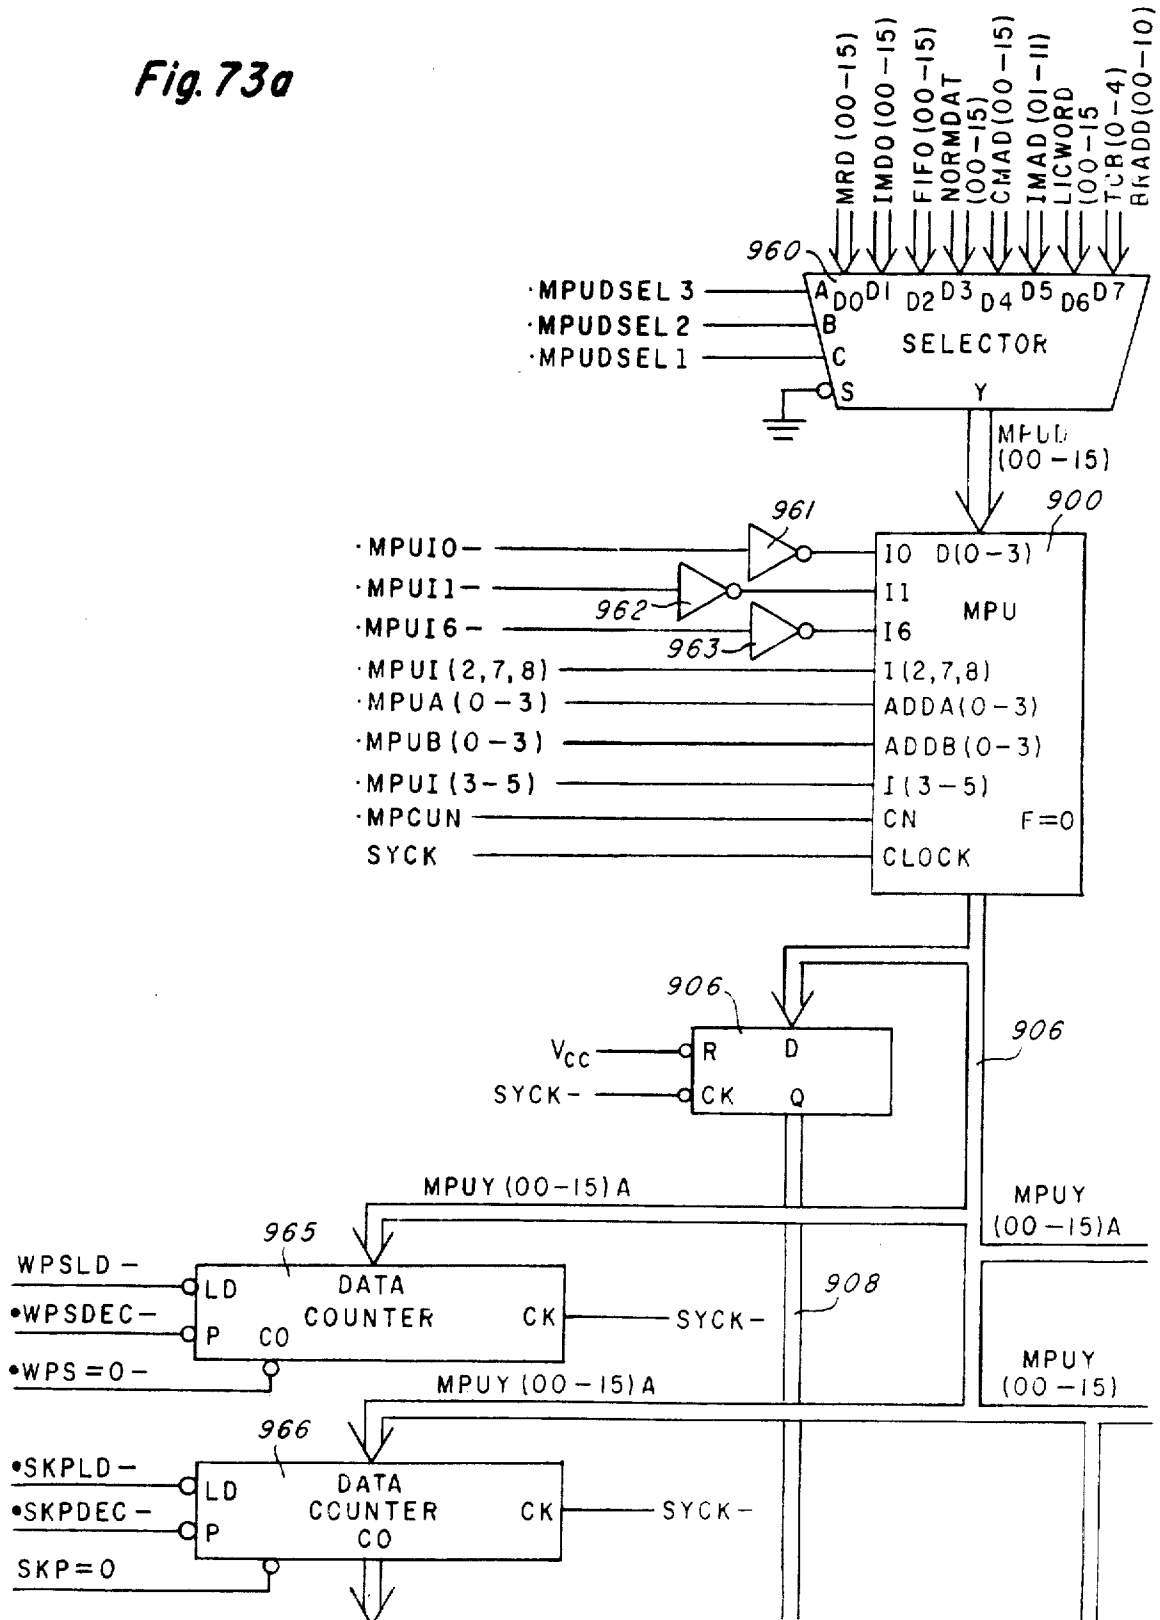 Fig. 73a
MRD (00-15)
IMDO (00-15)
FIFO (00-15)
NORMDAT
(00-15)
CMAD (00-15)
IMAD (01-11)
LICWORD
(00-15
TCB (0-4)
BRADD (00-10)
960
·MPUDSEL 3
·MPUDSEL 2
·MPUDSEL 1
A
B
C
S
D0 D1 D2 D3 D4 D5 D6 D7
SELECTOR
Y
MPUD
(00-15)
900
961
·MPUI0-
I0 D(0-3)
·MPUI1-
962
I1
MPU
·MPUI6-
963
I6
·MPUI (2,7,8)
I(2,7,8)
·MPUA (0-3)
ADDA(0-3)
·MPUB (0-3)
ADDB(0-3)
·MPUI (3-5)
I(3-5)
·MPCUN
CN F=0
SYCK
CLOCK
906
906
VCC
R D
SYCK-
CK Q
MPUY (00-15) A
MPUY
(00-15) A
965
908
WPSLD-
LD DATA
COUNTER
CK
SYCK-
•WPSDEC-
P CO
•WPS=0-
MPUY (00-15) A
MPUY
(00-15)
966
•SKPLD-
LD DATA
COUNTER
CK
SYCK-
•SKPDEC-
P CO
SKP=0